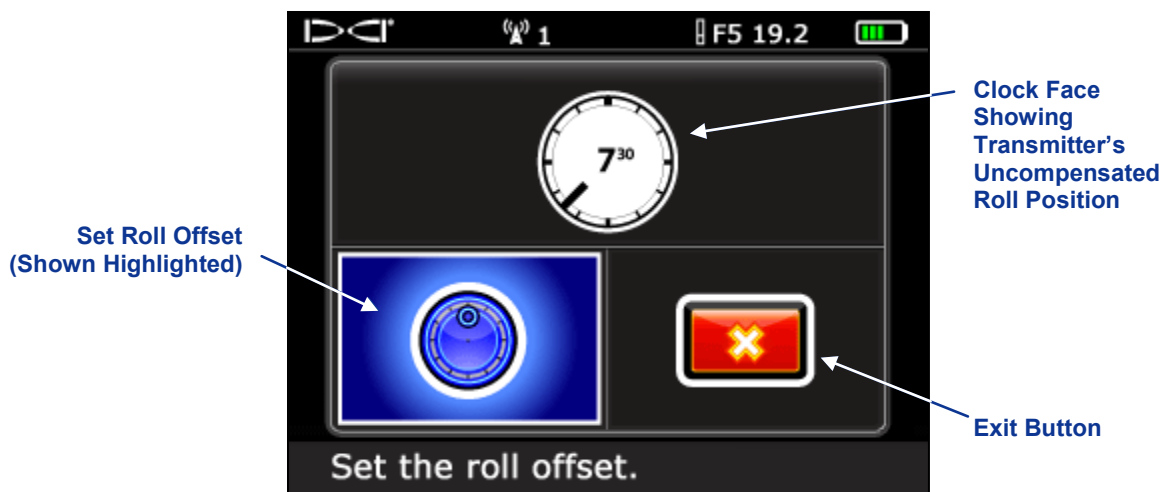 1
F5 19.2
7³⁰
Clock Face
Showing
Transmitter's
Uncompensated
Roll Position
Set Roll Offset
(Shown Highlighted)
Exit Button
Set the roll offset.